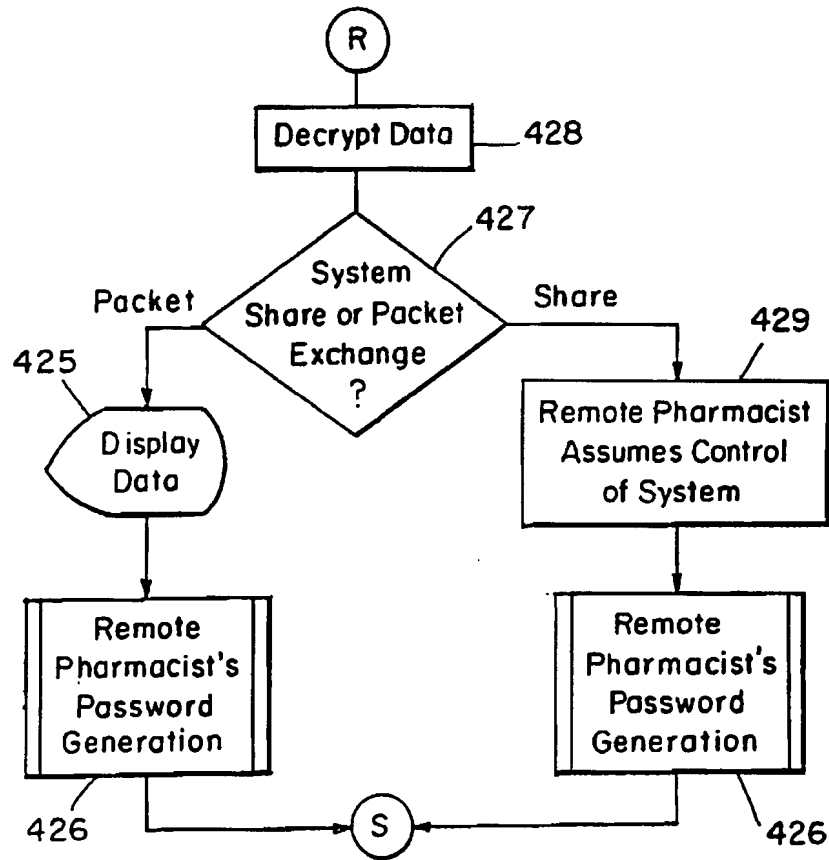 R
Decrypt Data
428
427
System
Share or Packet
Exchange
?
Packet
Share
425
Display
Data
429
Remote Pharmacist
Assumes Control
of System
Remote
Pharmacist's
Password
Generation
426
Remote
Pharmacist's
Password
Generation
426
S